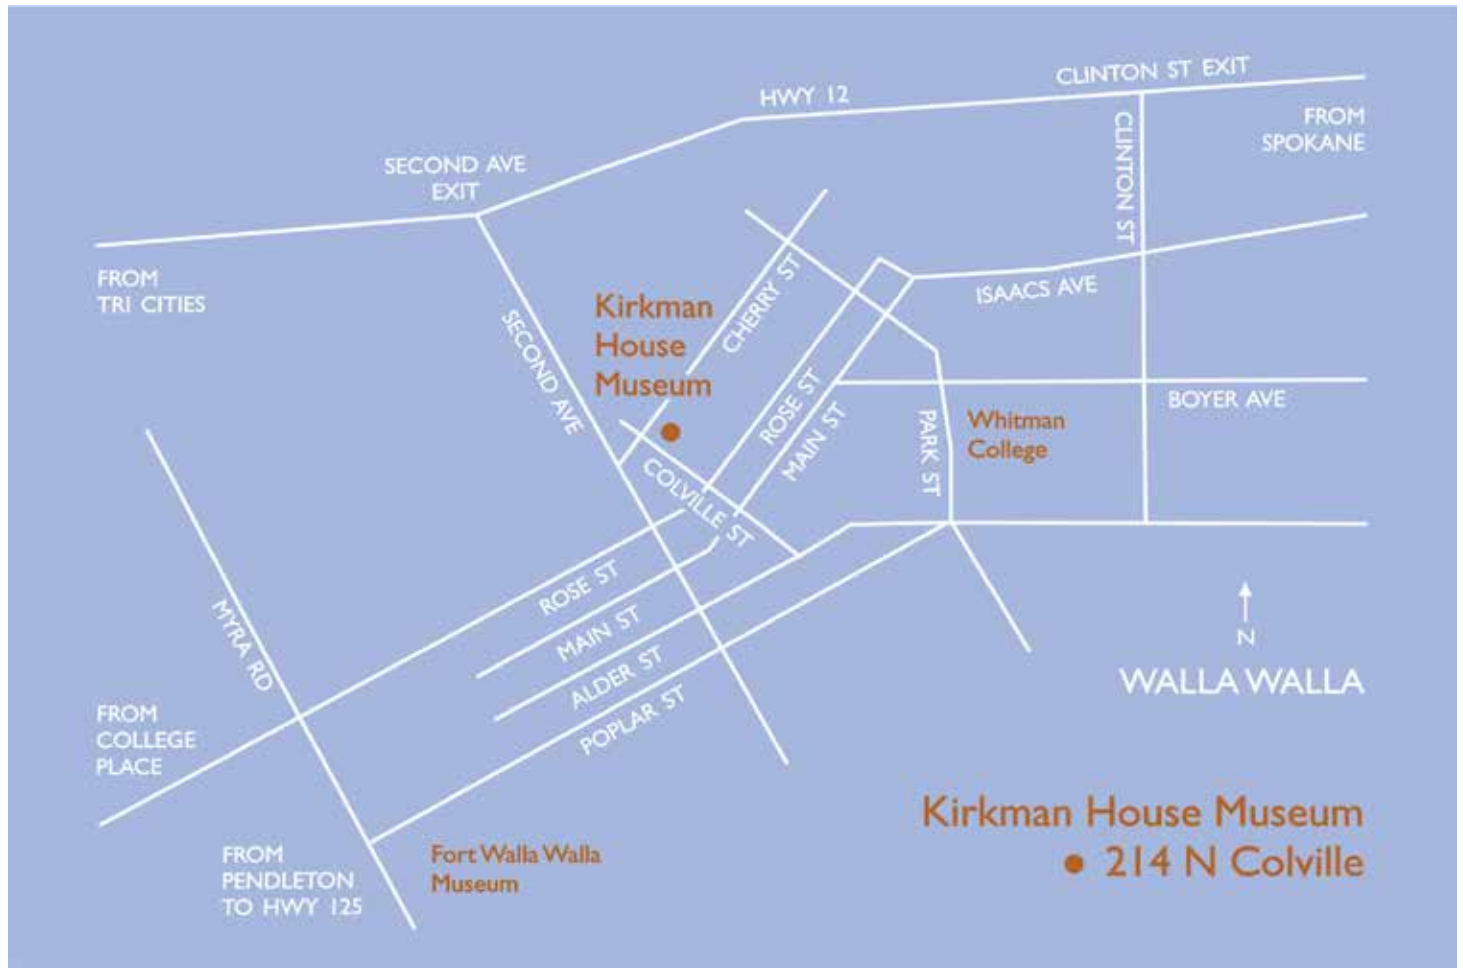 CLINTON ST EXIT
HWY 12
FROM
SPOKANE
CLINTON ST
SECOND AVE
EXIT
FROM
TRI CITIES
ISAACS AVE
CHERRY ST
Kirkman
House
Museum
SECOND AVE
ROSE ST
MAIN ST
BOYER AVE
PARK ST
Whitman
College
COLVILLE ST
ROSE ST
MAIN ST
ALDER ST
POPLAR ST
MYRA RD
N
WALLA WALLA
FROM
COLLEGE
PLACE
FROM
PENDLETON
TO HWY 125
Fort Walla Walla
Museum
Kirkman House Museum
• 214 N Colville